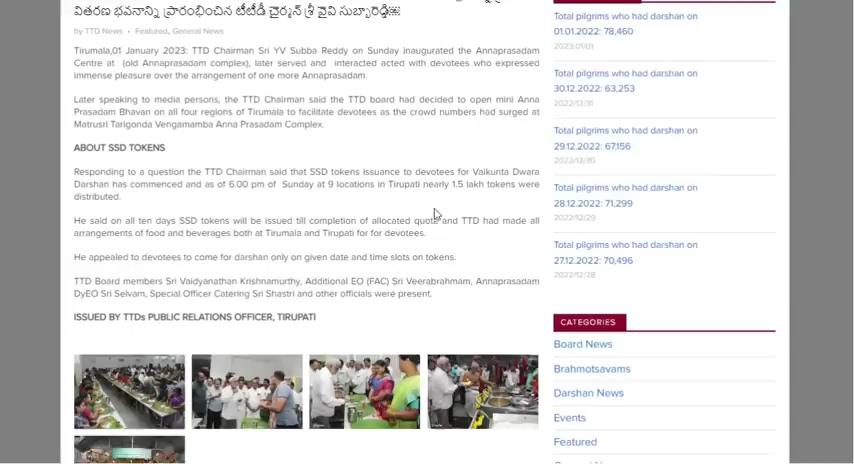 వితరణ భవనాన్ని ప్రారంభించిన టీటీడీ చైర్మన్ శ్రీ వైవి సుబ్బారెడ్డి
by TTD News • Featured, General News
Tirumala,01 January 2023: TTD Chairman Sri YV Subba Reddy on Sunday inaugurated the Annaprasadam
Centre at (old Annaprasadam complex), later served and interacted acted with devotees who expressed
immense pleasure over the arrangement of one more Annaprasadam.
Later speaking to media persons, the TTD Chairman said the TTD board had decided to open mini Anna
Prasadam Bhavan on all four regions of Tirumala to facilitate devotees as the crowd numbers had surged at
Matrusri Tarigonda Vengamamba Anna Prasadam Complex.
ABOUT SSD TOKENS
Responding to a question the TTD Chairman said that SSD tokens issuance to devotees for Vaikunta Dwara
Darshan has commenced and as of 6.00 pm of Sunday at 9 locations in Tirupati nearly 1.5 lakh tokens were
distributed.
He said on all ten days SSD tokens will be issued till completion of allocated quota and TTD had made all
arrangements of food and beverages both at Tirumala and Tirupati for for devotees.
He appealed to devotees to come for darshan only on given date and time slots on tokens.
TTD Board members Sri Vaidyanathan Krishnamurthy, Additional EO (FAC) Sri Veerabrahmam, Annaprasadam
DyEO Sri Selvam, Special Officer Catering Sri Shastri and other officials were present.
ISSUED BY TTDs PUBLIC RELATIONS OFFICER, TIRUPATI
Total pilgrims who had darshan on
01.01.2022: 78,460
2023/01/01
Total pilgrims who had darshan on
30.12.2022: 63,253
2022/12/31
Total pilgrims who had darshan on
29.12.2022: 67,156
2022/12/30
Total pilgrims who had darshan on
28.12.2022: 71,299
2022/12/29
Total pilgrims who had darshan on
27.12.2022: 70,496
2022/12/28
CATEGORIES
Board News
Brahmotsavams
Darshan News
Events
Featured